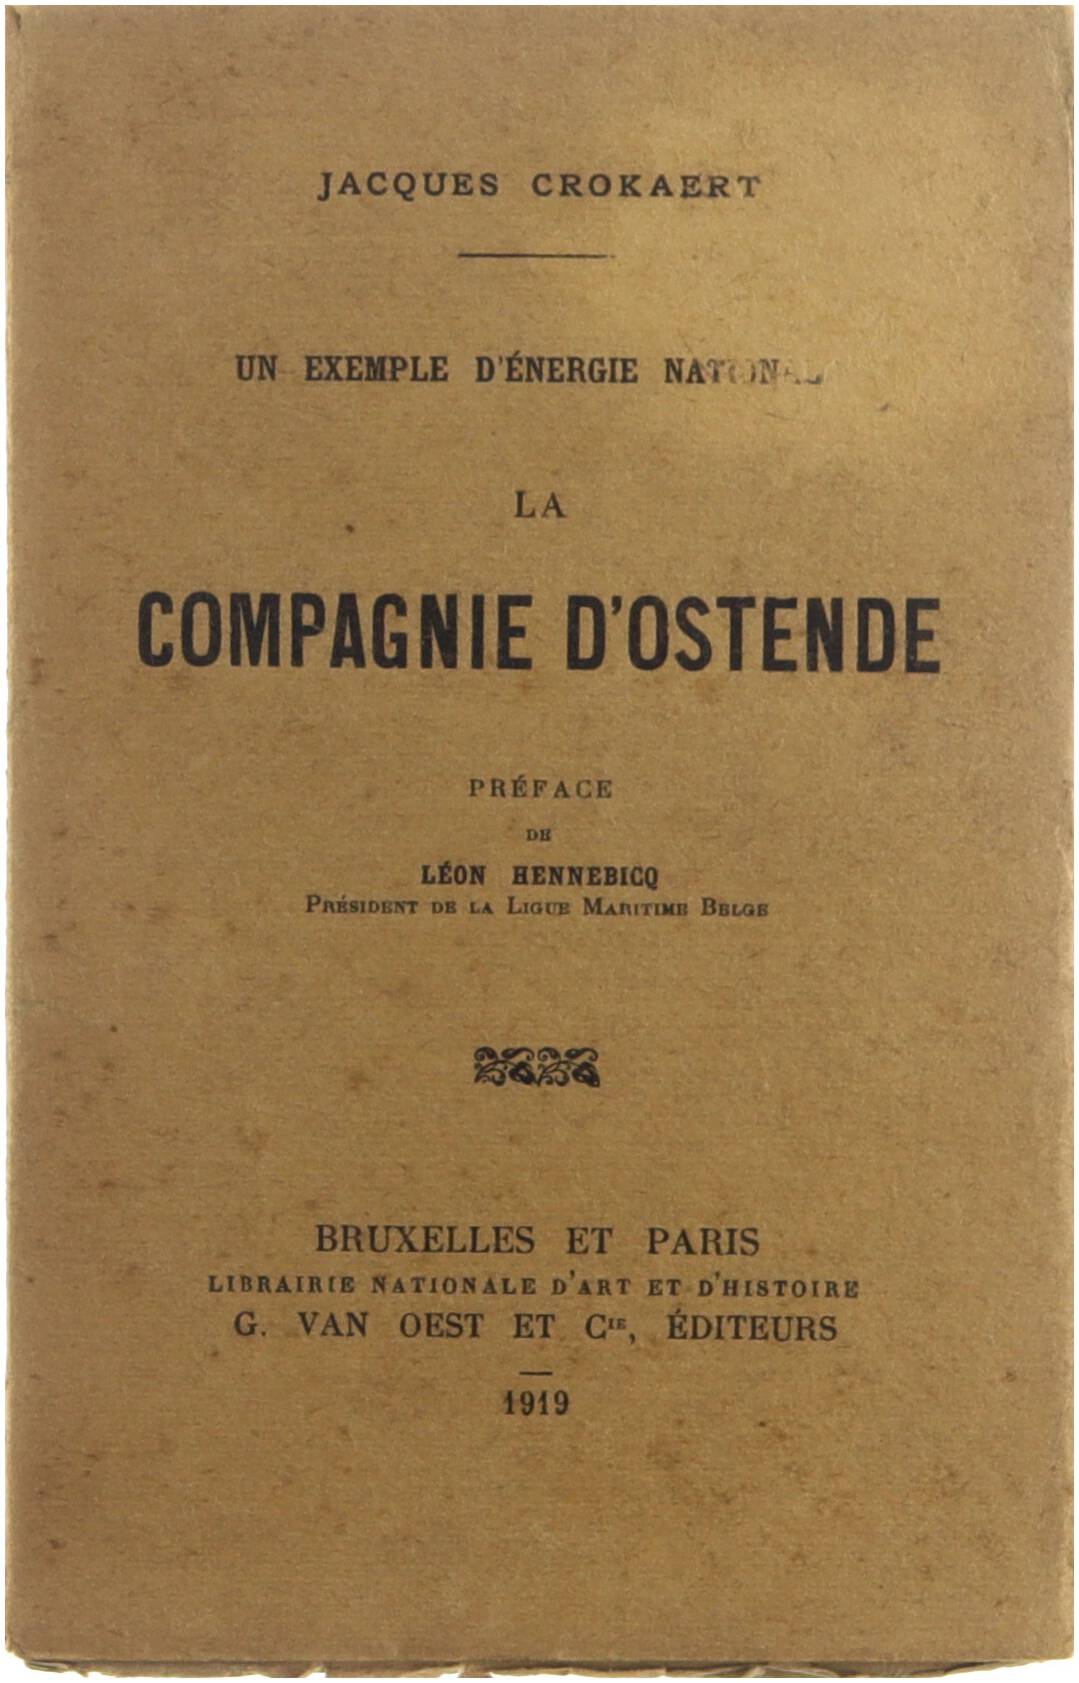 JACQUES CROKAERT
UN EXEMPLE D'ÉNERGIE NATIONAL
LA
COMPAGNIE D'OSTENDE
PRÉFACE
DE
LÉON HENNEBICQ
PRÉSIDENT DE LA LIGUE MARITIME BELGE
BRUXELLES ET PARIS
LIBRAIRIE NATIONALE D'ART ET D'HISTOIRE
G. VAN OEST ET CIE, ÉDITEURS
1919